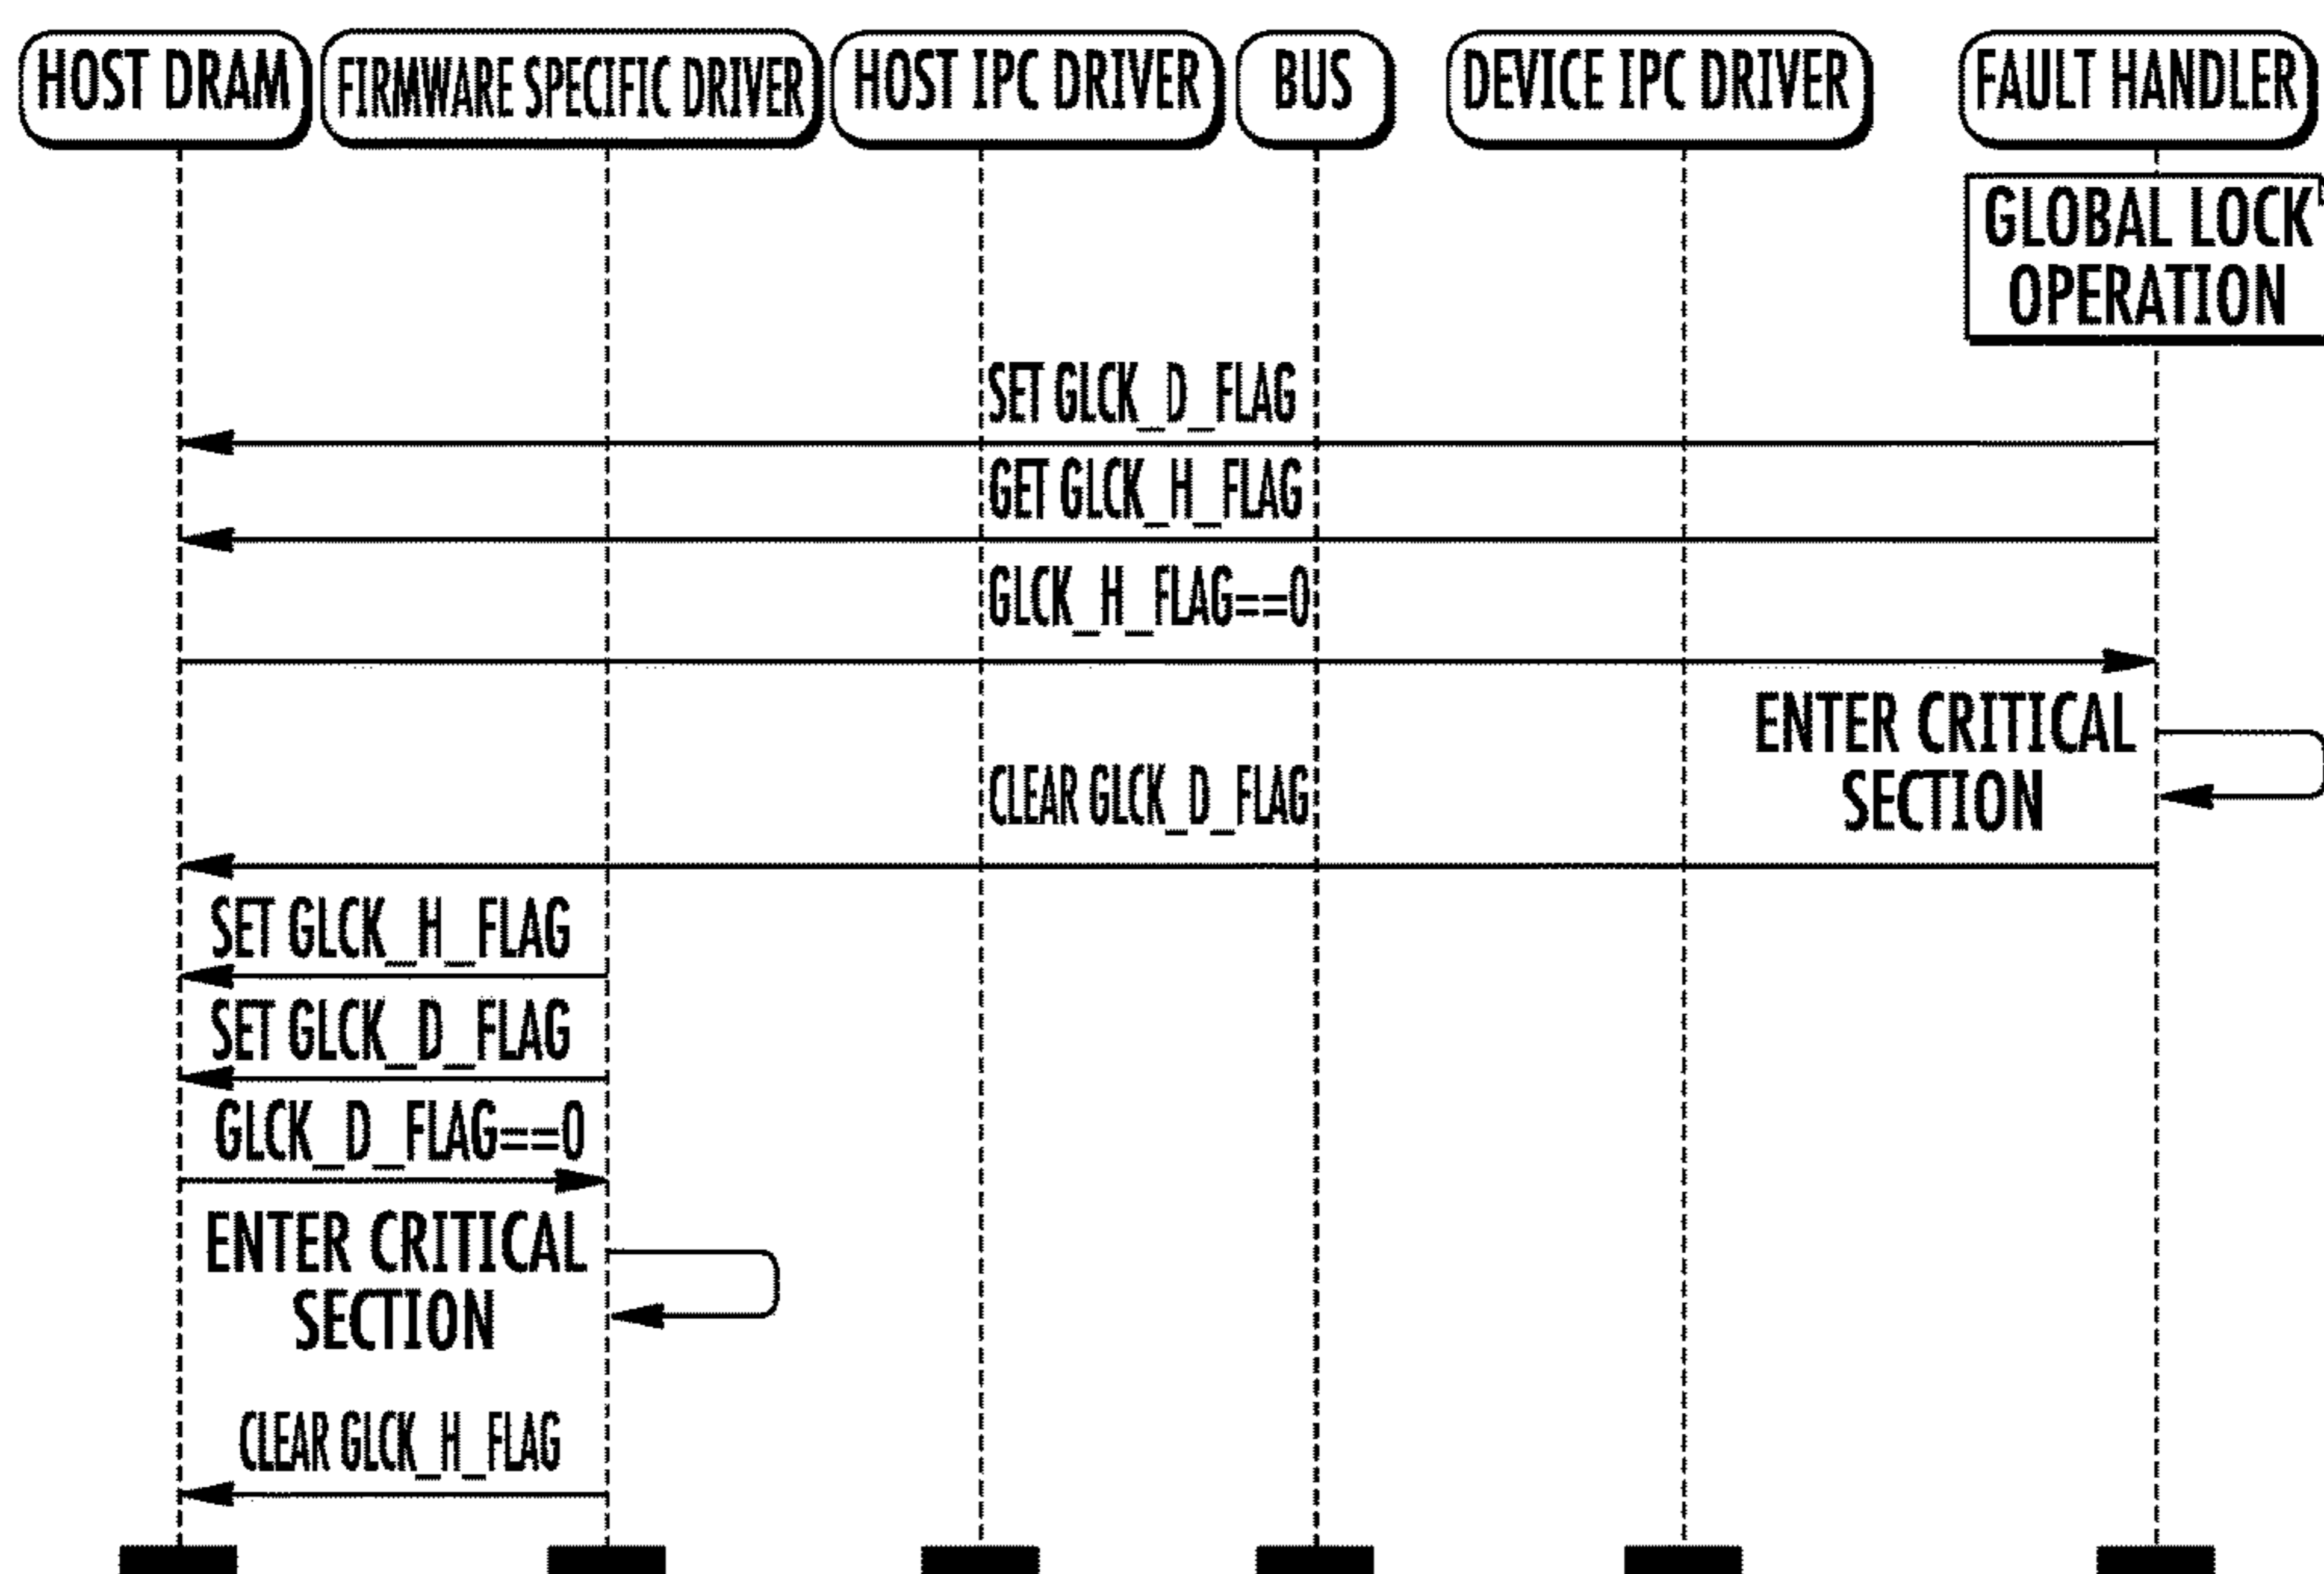 HOST DRAM
FIRMWARE SPECIFIC DRIVER
HOST IPC DRIVER
BUS
DEVICE IPC DRIVER
FAULT HANDLER
GLOBAL LOCK
OPERATION
SET GLCK_D_FLAG
GET GLCK_H_FLAG
GLCK_H_FLAG==0
ENTER CRITICAL
SECTION
CLEAR GLCK_D_FLAG
SET GLCK_H_FLAG
SET GLCK_D_FLAG
GLCK_D_FLAG==0
ENTER CRITICAL
SECTION
CLEAR GLCK_H_FLAG